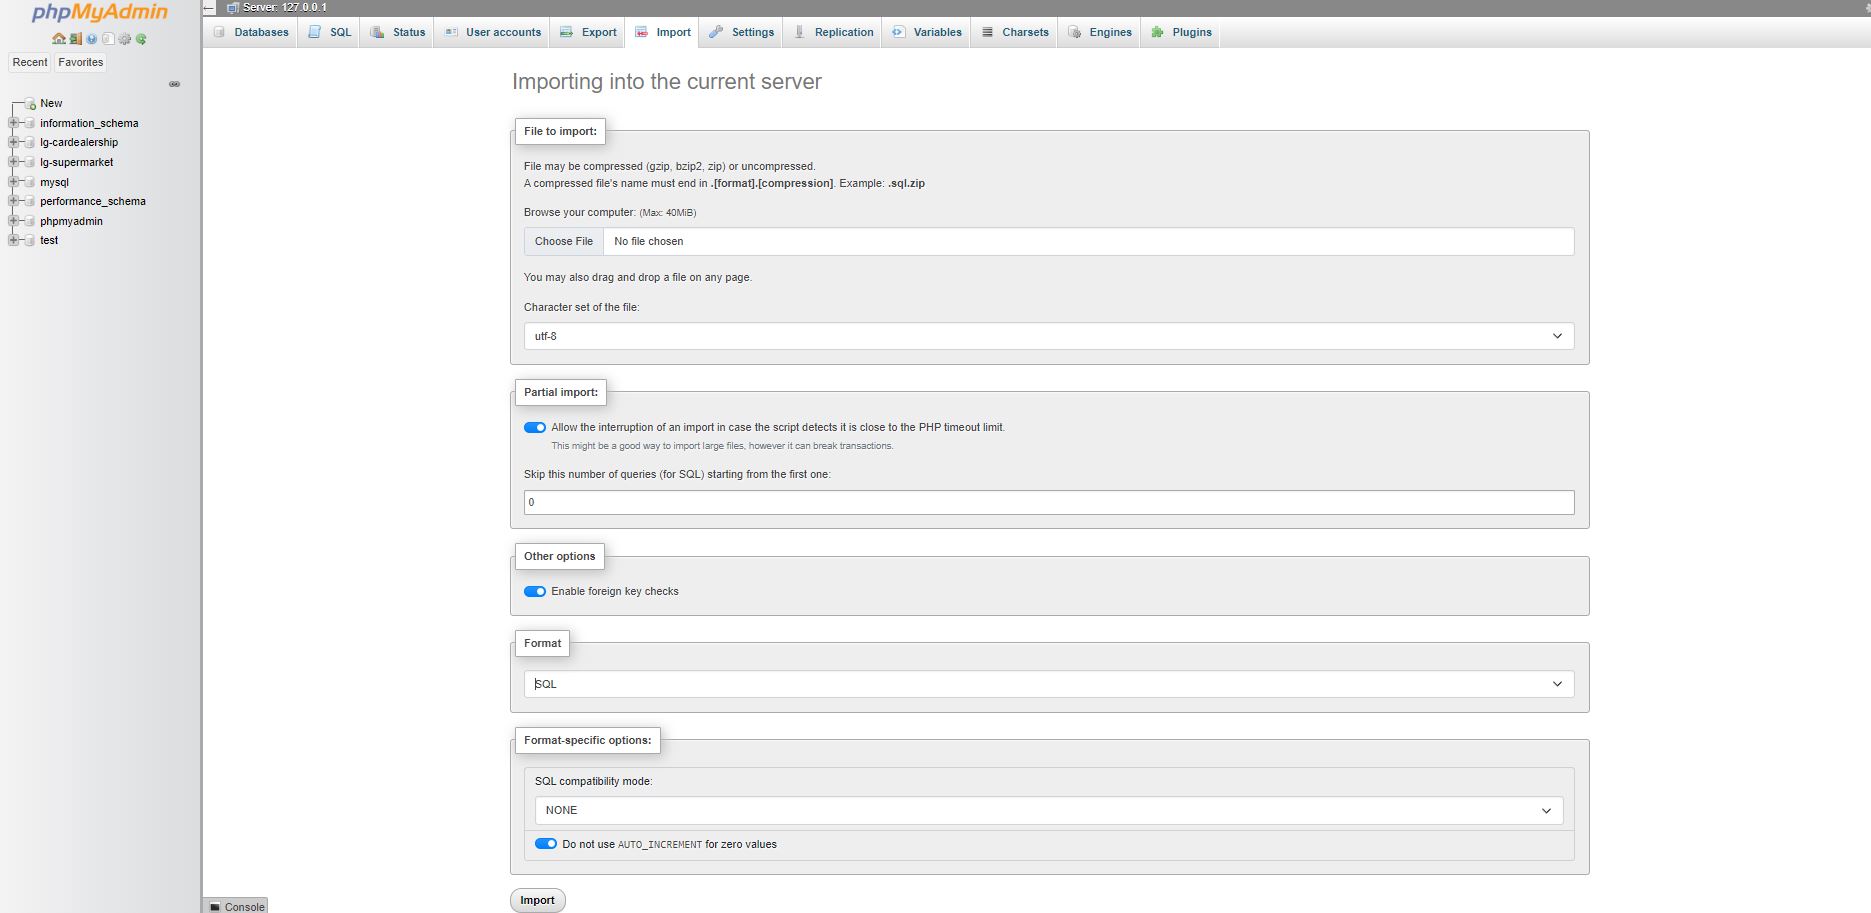 phpMyAdmin
Recent
Favorites
New
information_schema
lg-cardealership
lg-supermarket
mysql
performance_schema
phpmyadmin
test
Server: 127.0.0.1
Databases
SQL
Status
User accounts
Export
Import
Settings
Replication
Variables
Charsets
Engines
Plugins
Importing into the current server
File to import:
File may be compressed (gzip, bzip2, zip) or uncompressed.
A compressed file's name must end in .[format].[compression]. Example: .sql.zip
Browse your computer: (Max: 40MiB)
Choose File No file chosen
You may also drag and drop a file on any page.
Character set of the file:
utf-8
Partial import:
Allow the interruption of an import in case the script detects it is close to the PHP timeout limit.
This might be a good way to import large files, however it can break transactions.
Skip this number of queries (for SQL) starting from the first one:
0
Other options
Enable foreign key checks
Format
SQL
Format-specific options:
SQL compatibility mode:
NONE
Do not use AUTO_INCREMENT for zero values
Import
Console